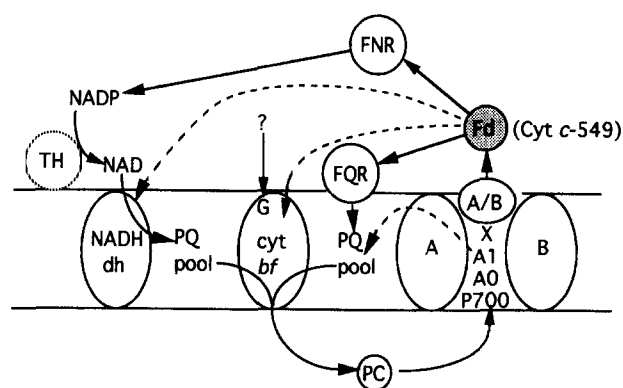 FNR
NADP
Fd (Cyt c-549)
?
TH
NAD
FQR
A/B
G
X
NADH
dh
PQ
pool
cyt
bf
PQ
pool
A
A1
A0
P700
B
PC